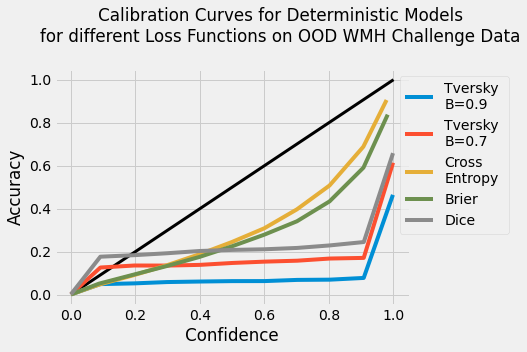 Calibration Curves for Deterministic Models
for different Loss Functions on OOD WMH Challenge Data
1.0
0.8
0.6
0.4
0.2
0.0
Accuracy
0.0 0.2 0.4 0.6 0.8 1.0
Confidence
Tversky
B=0.9
Tversky
B=0.7
Cross
Entropy
Brier
Dice